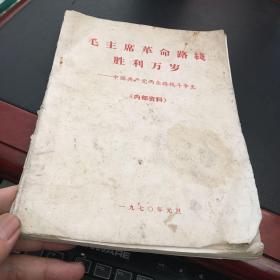 毛主席革命路线
胜利万岁
——中国共产党两条路线斗争史
(内部资料)
一九七〇年元旦